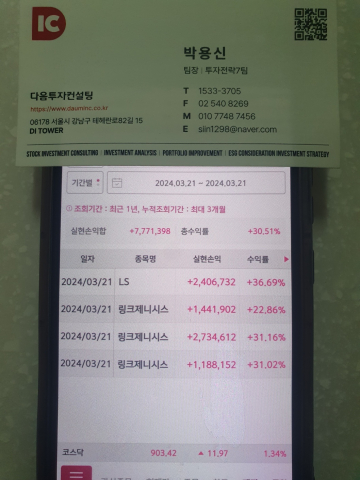 IC
박용신
팀장 | 투자전략7팀
다음투자컨설팅
https://www.dauminc.co.kr
06178 서울시 강남구 테헤란로82길 15
DI TOWER
T 1533-3705
F 02 540 8269
M 010 7748 7456
E slin1298@naver.com
STOCK INVESTMENT CONSULTING | INVESTMENT ANALYSIS | PORTFOLIO IMPROVEMENT | ESG CONSIDERATION INVESTMENT STRATEGY
기간별 2024.03.21 ~ 2024.03.21
조회기간 : 최근 1년, 누적조회기간 : 최대 3개월
실현손익합 +7,771,398 총수익률 +30.51%
일자 종목명 실현손익 수익률
2024/03/21 LS +2,406,732 +36.69%
2024/03/21 링크제니시스 +1,441,902 +22.86%
2024/03/21 링크제니시스 +2,734,612 +31.16%
2024/03/21 링크제니시스 +1,188,152 +31.02%
코스닥 903.42 ▲ 11.97 1.34%